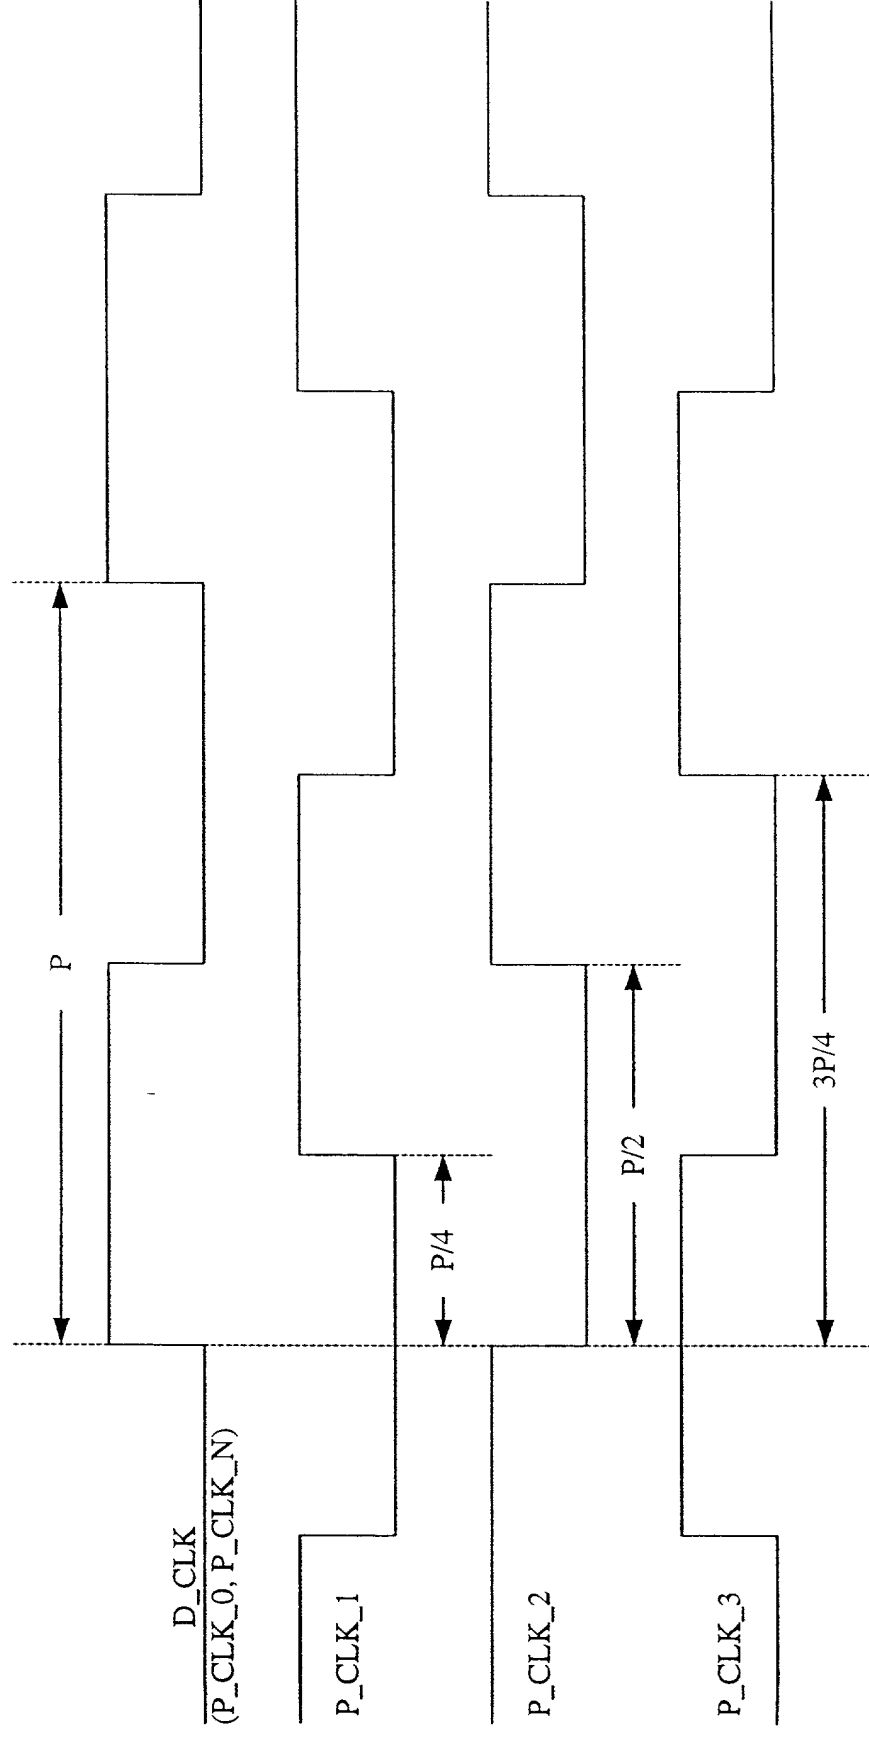 P
D_CLK
(P_CLK_0, P_CLK_N)
P_CLK_1
P/4
P_CLK_2
P/2
P_CLK_3
3P/4